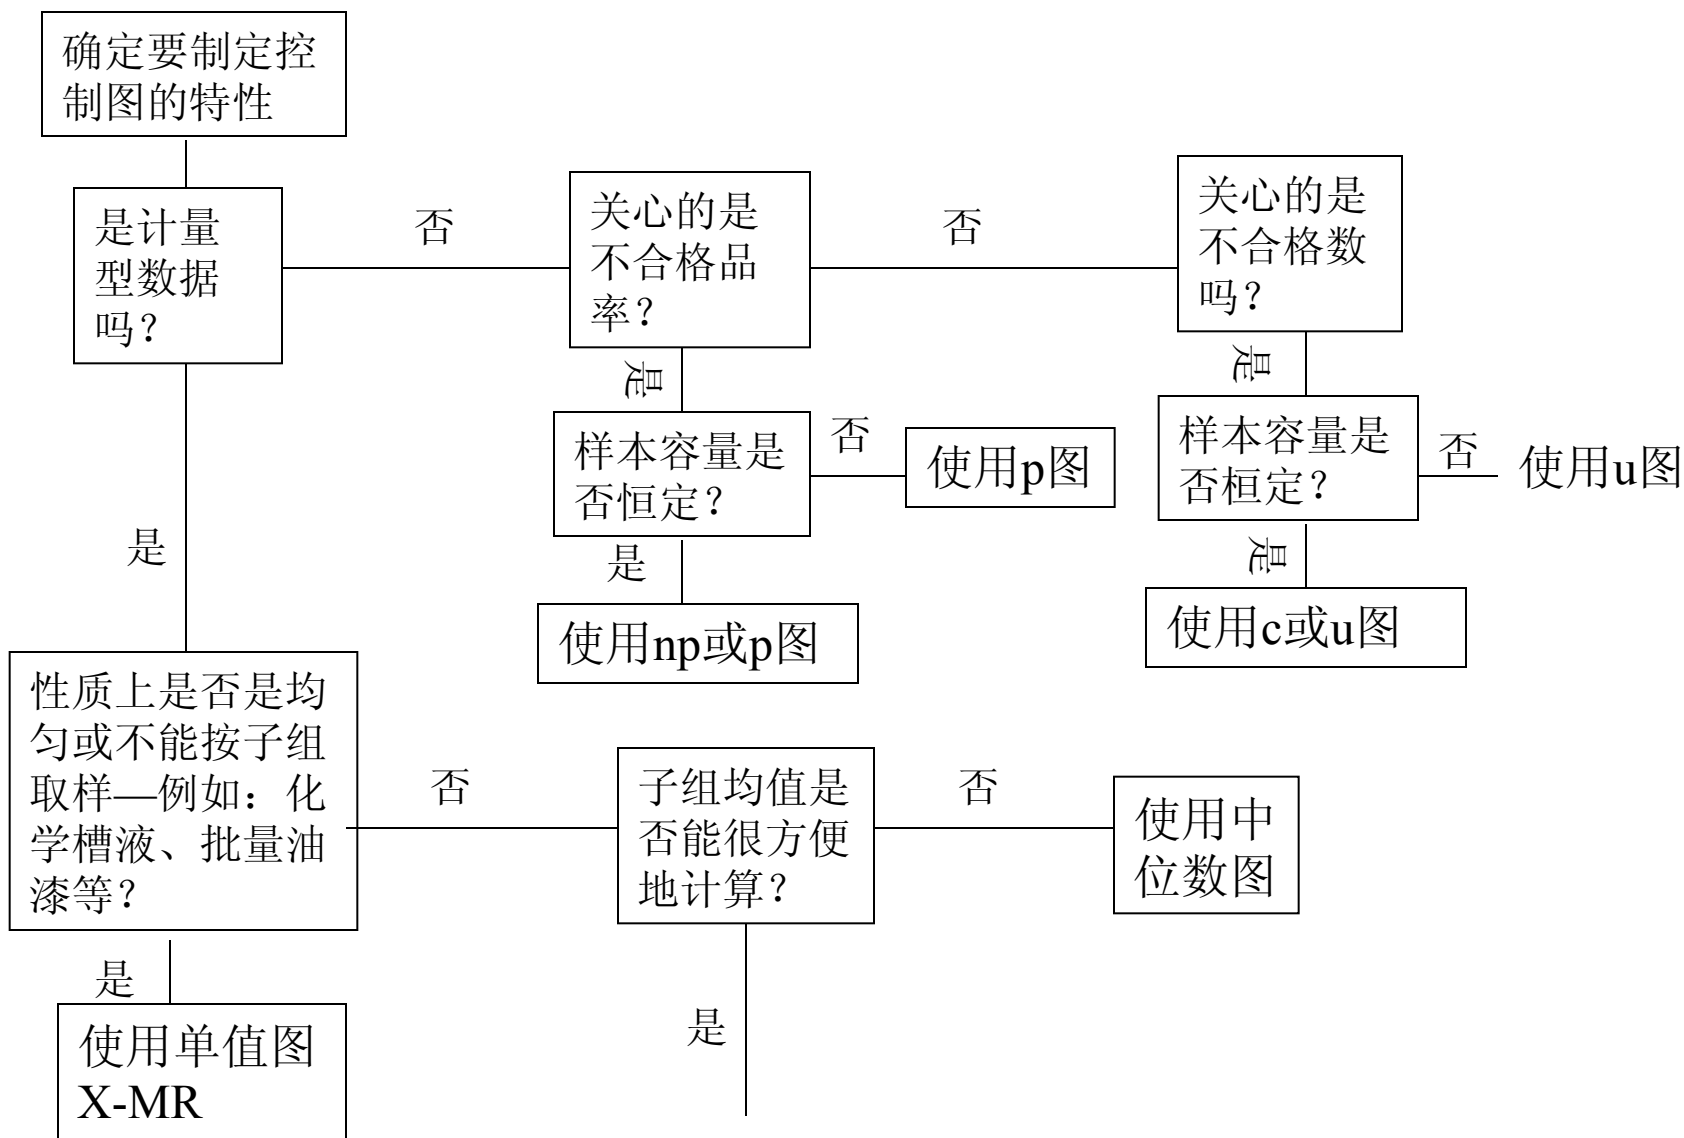 确定要制定控
制图的特性
是计量
型数据
吗？
否
关心的是
不合格品
率？
否
关心的是
不合格数
吗？
是
是
样本容量是
否恒定？
否
使用p图
样本容量是
否桓定？
否
使用u图
是
是
是
使用np或p图
使用c或u图
性质上是否是均
匀或不能按子组
取样—例如：化
学槽液、批量油
漆等？
否
子组均值是
否能很方便
地计算？
否
使用中
位数图
是
是
使用单值图
X-MR